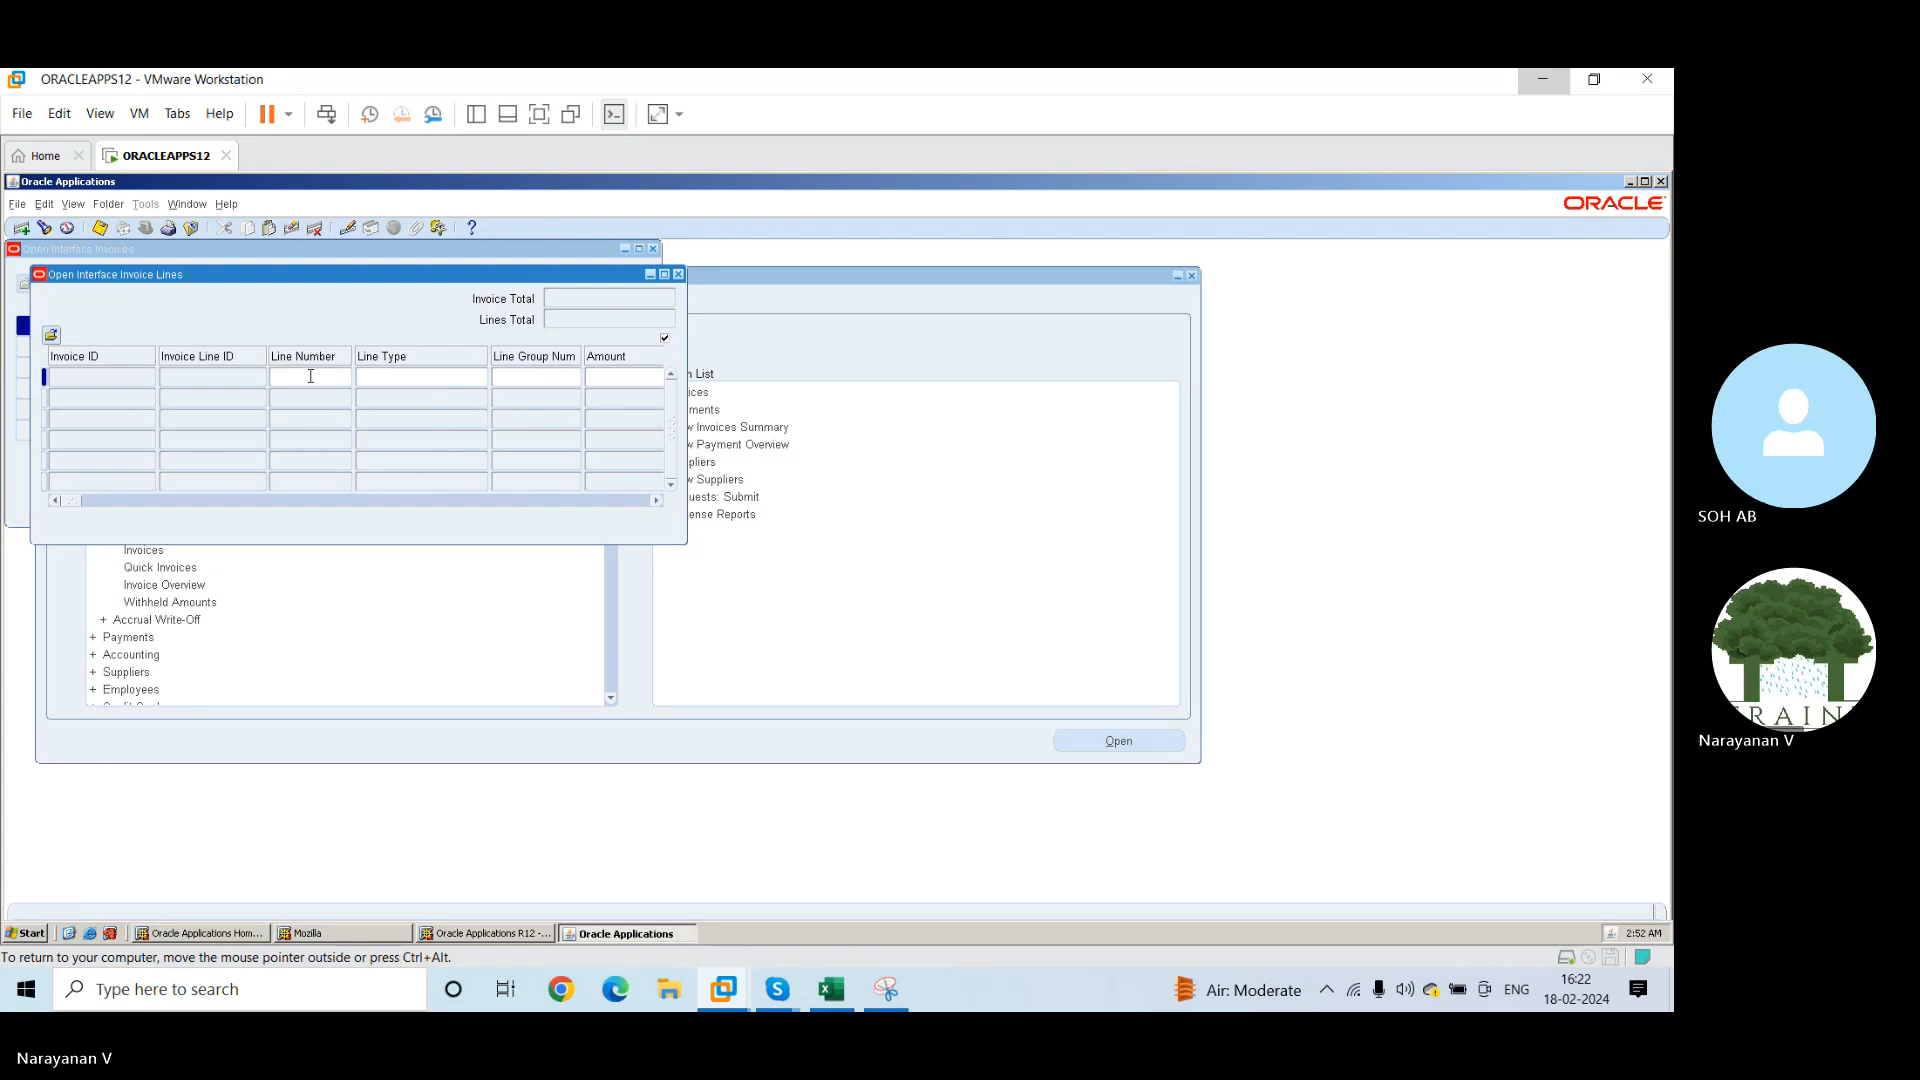 ORACLEAPPS12 - VMware Workstation
File Edit View VM Tabs Help
Home ORACLEAPPS12
Oracle Applications
File Edit View Folder Tools Window Help
ORACLE
Open Interface Invoices
Open Interface Invoice Lines
Invoice Total
Lines Total
Invoice ID Invoice Line ID Line Number Line Type Line Group Num Amount
n List
ices
ments
w Invoices Summary
w Payment Overview
pliers
w Suppliers
uests: Submit
ense Reports
Invoices
Quick Invoices
Invoice Overview
Withheld Amounts
+ Accrual Write-Off
+ Payments
+ Accounting
+ Suppliers
+ Employees
Open
Start Oracle Applications Hom... Mozilla Oracle Applications R12 -... Oracle Applications 2:52 AM
To return to your computer, move the mouse pointer outside or press Ctrl+Alt.
Type here to search
Air: Moderate ENG 16:22
18-02-2024
SOH AB
RAIN
Narayanan V
Narayanan V